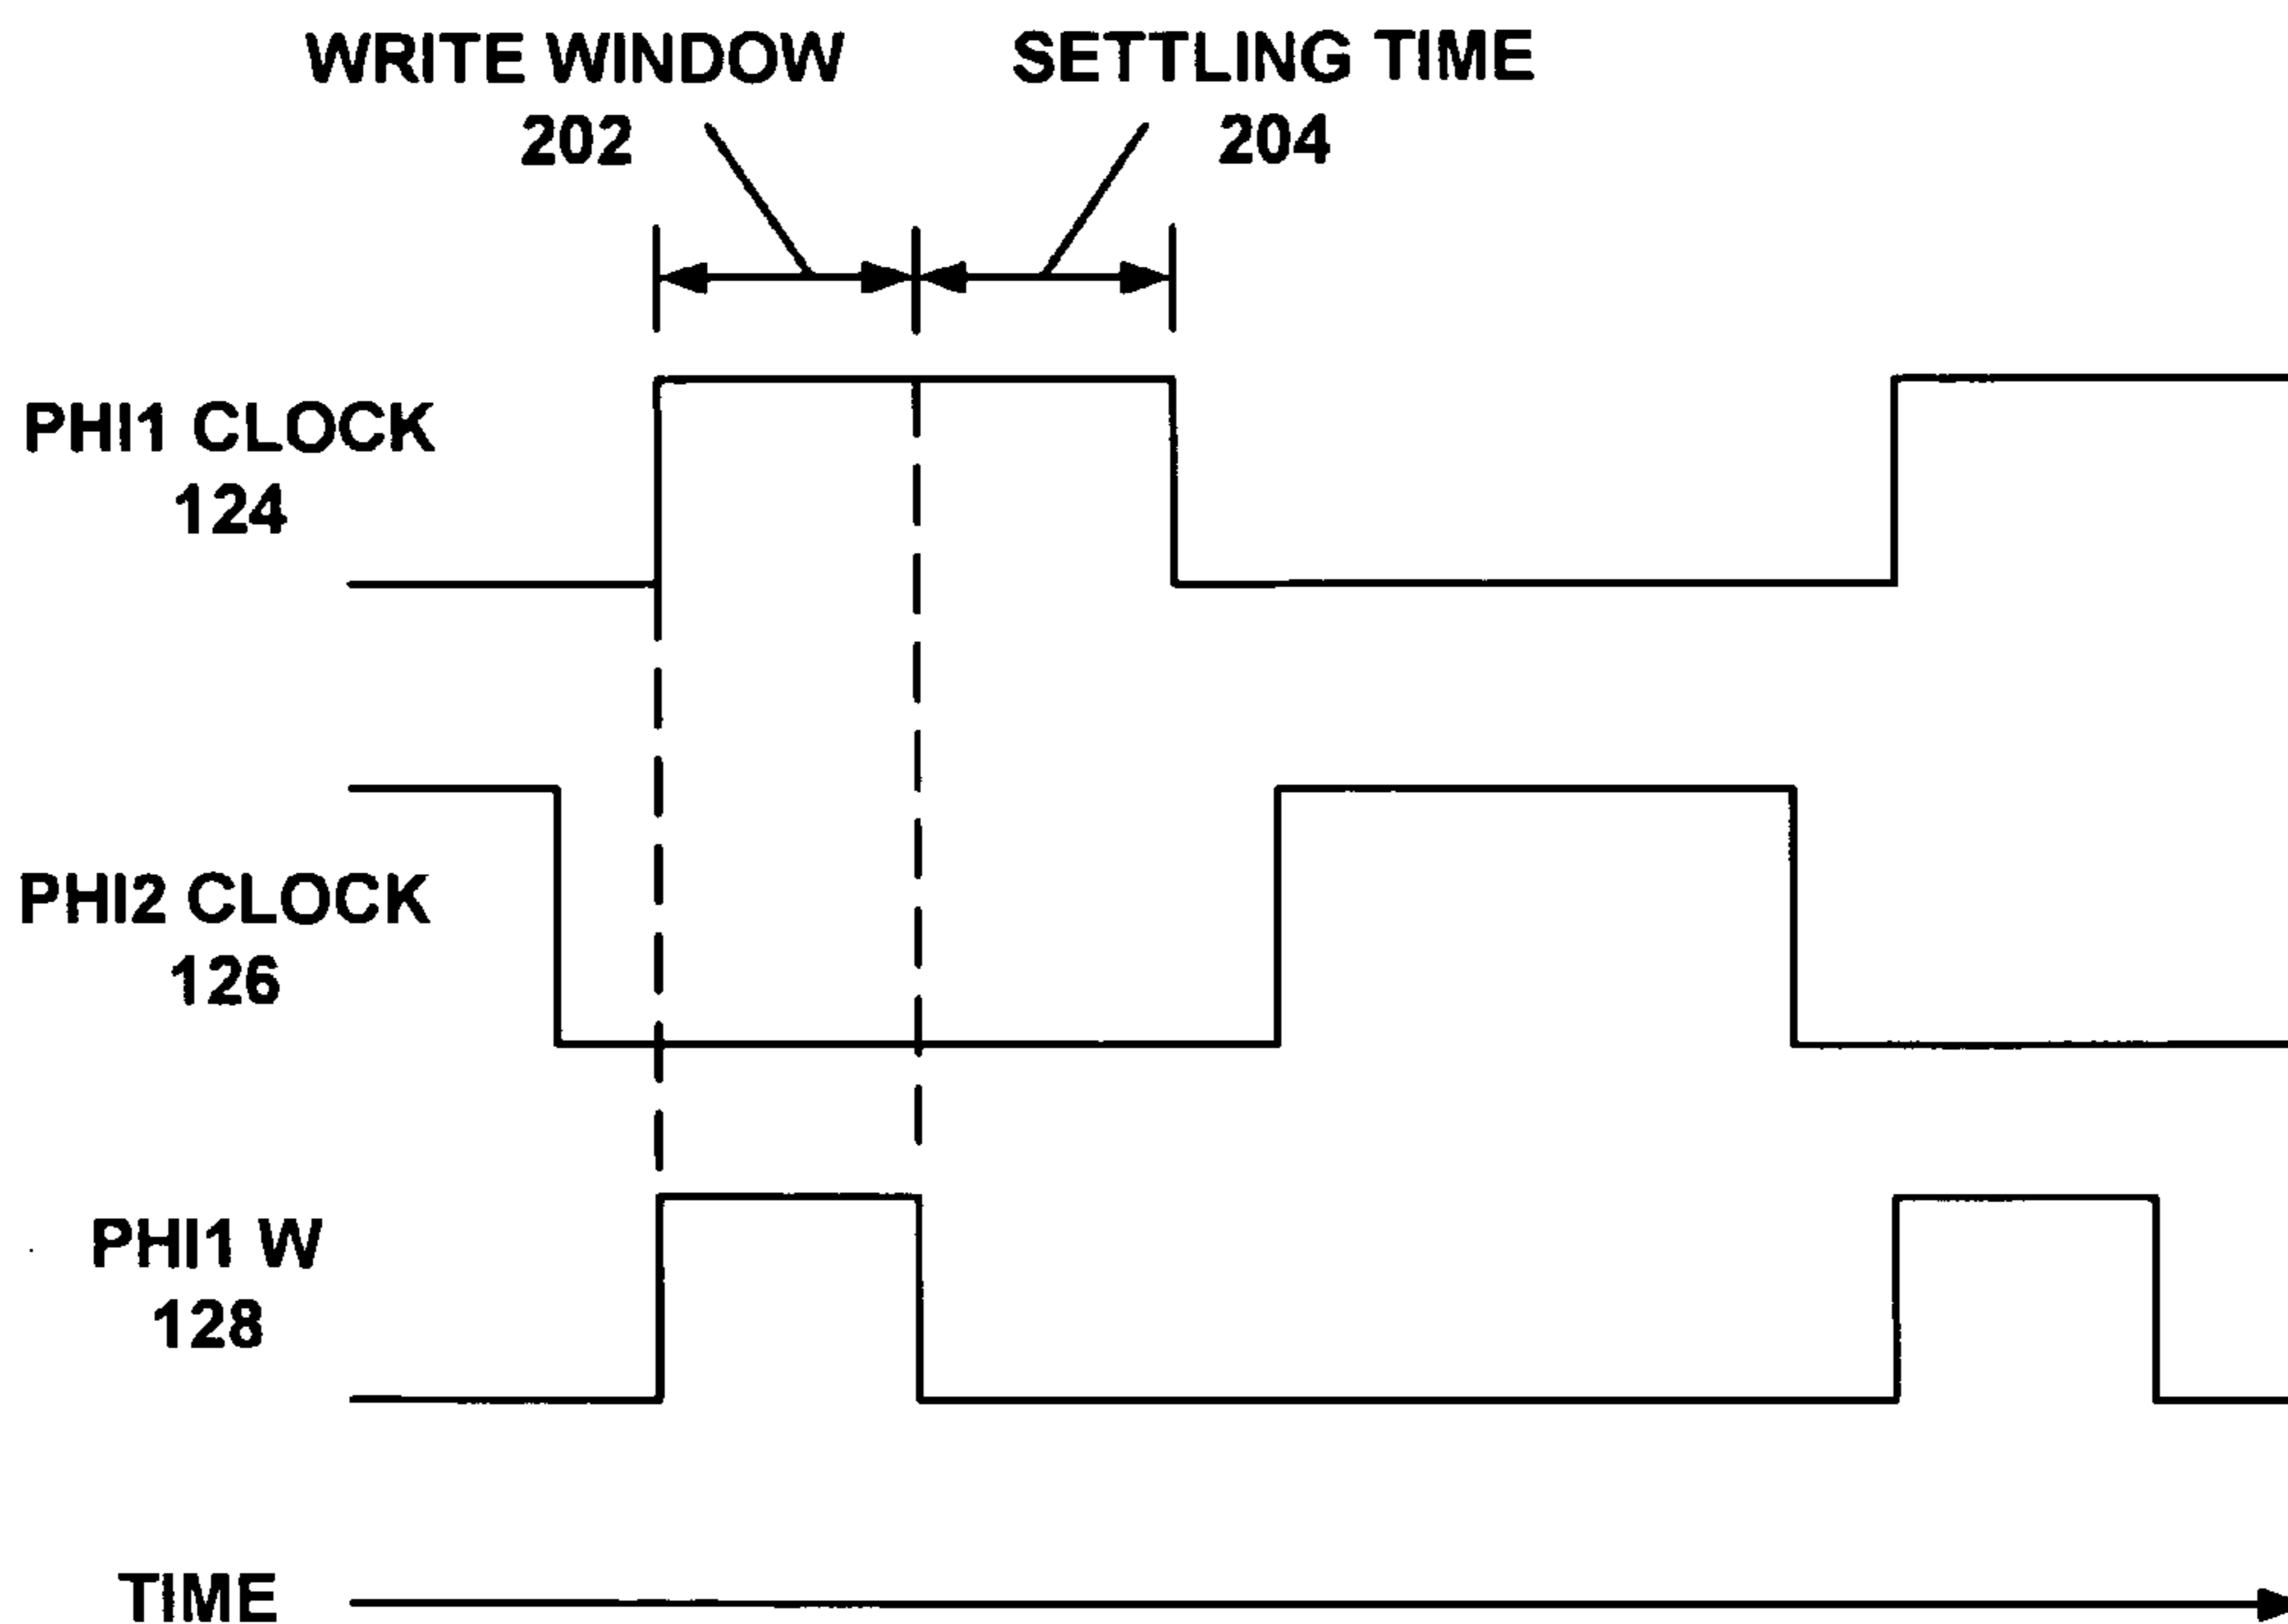 WRITE WINDOW
202
SETTLING TIME
204
PHI1 CLOCK
124
PHI2 CLOCK
126
PHI1 W
128
TIME